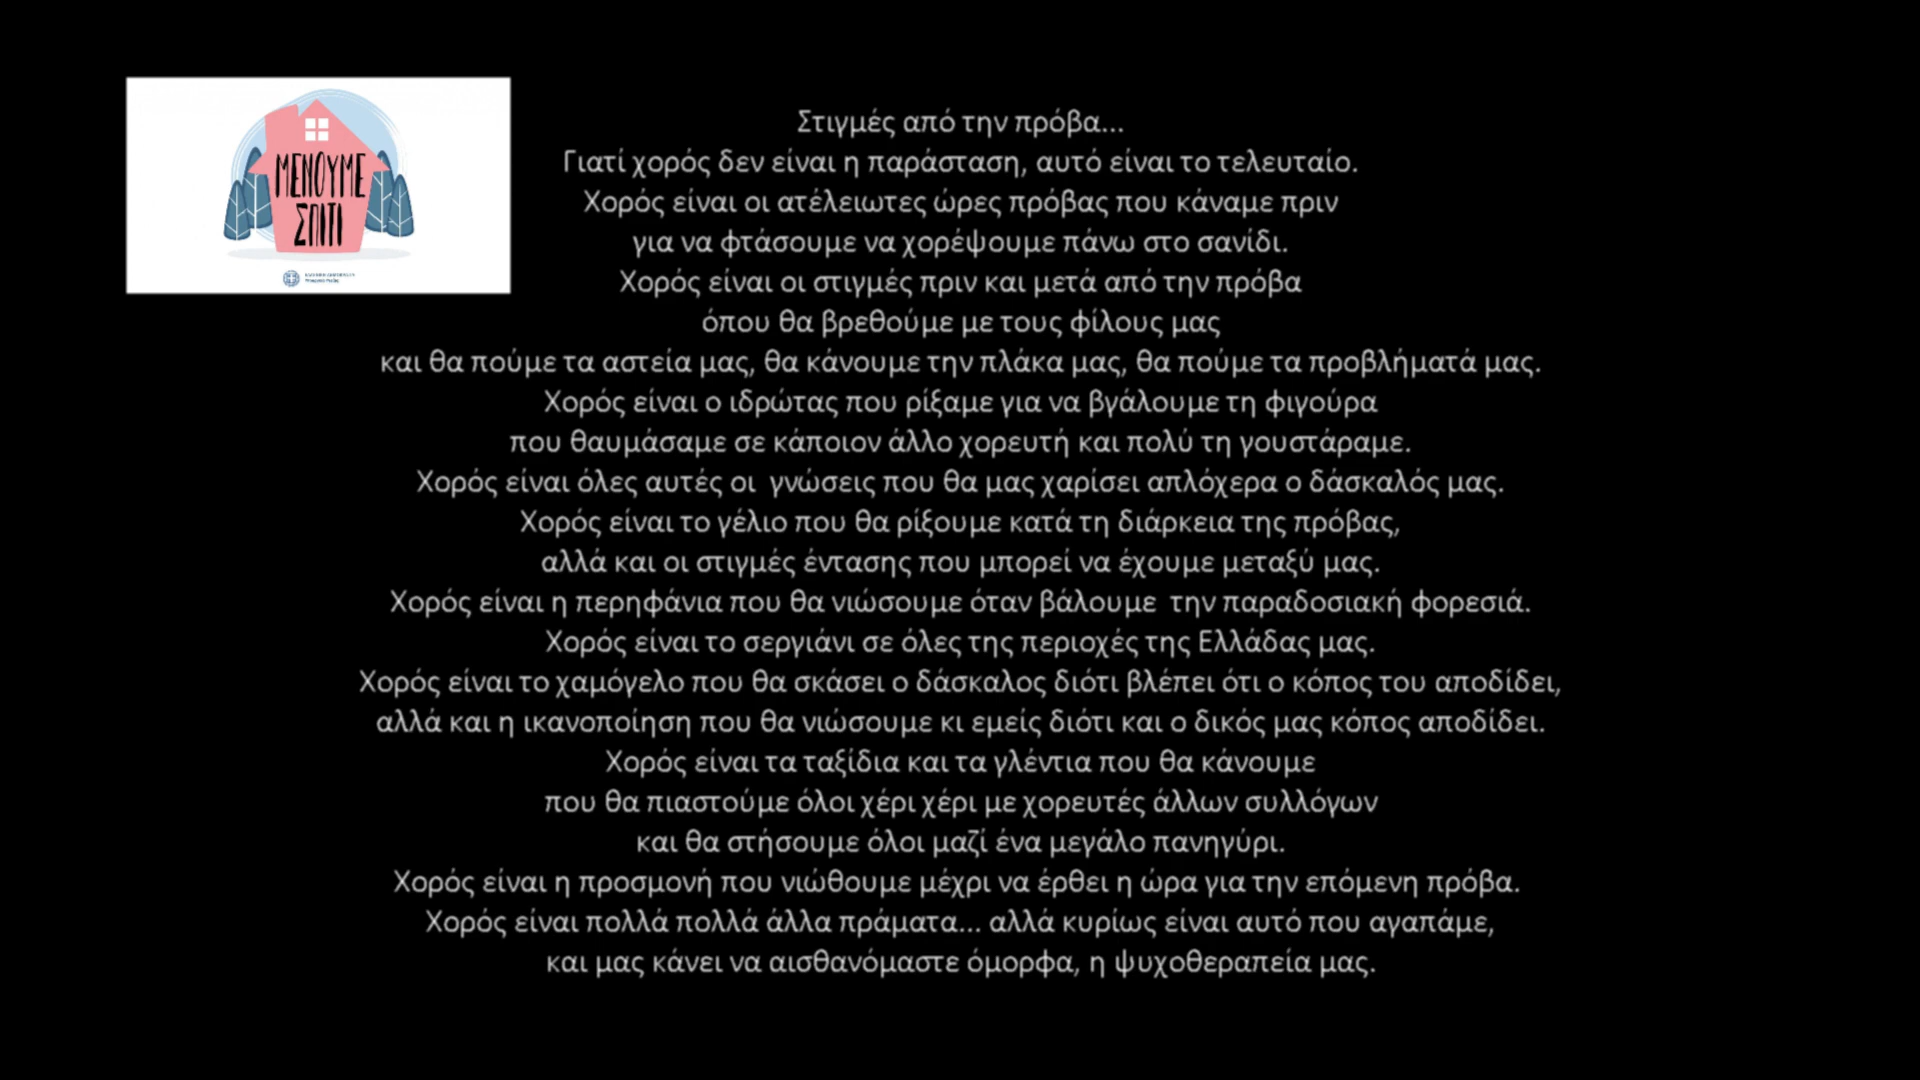 ΜΕΝΟΥΜΕ
ΣΠΙΤΙ
Στιγμές από την πρόβα...
Γιατί χορός δεν είναι η παράσταση, αυτό είναι το τελευταίο.
Χορός είναι οι ατέλειωτες ώρες πρόβας που κάναμε πριν
για να φτάσουμε να χορέψουμε πάνω στο σανίδι.
Χορός είναι οι στιγμές πριν και μετά από την πρόβα
όπου θα βρεθούμε με τους φίλους μας
και θα πούμε τα αστεία μας, θα κάνουμε την πλάκα μας, θα πούμε τα προβλήματά μας.
Χορός είναι ο ιδρώτας που ρίξαμε για να βγάλουμε τη φιγούρα
που θαυμάσαμε σε κάποιον άλλο χορευτή και πολύ τη γουστάραμε.
Χορός είναι όλες αυτές οι γνώσεις που θα μας χαρίσει απλόχερα ο δάσκαλός μας.
Χορός είναι το γέλιο που θα ρίξουμε κατά τη διάρκεια της πρόβας,
αλλά και οι στιγμές έντασης που μπορεί να έχουμε μεταξύ μας.
Χορός είναι η περηφάνια που θα νιώσουμε όταν βάλουμε την παραδοσιακή φορεσιά.
Χορός είναι το σεργιάνι σε όλες της περιοχές της Ελλάδας μας.
Χορός είναι το χαμόγελο που θα σκάσει ο δάσκαλος διότι βλέπει ότι ο κόπος του αποδίδει,
αλλά και η ικανοποίηση που θα νιώσουμε κι εμείς διότι και ο δικός μας κόπος αποδίδει.
Χορός είναι τα ταξίδια και τα γλέντια που θα κάνουμε
που θα πιαστούμε όλοι χέρι χέρι με χορευτές άλλων συλλόγων
και θα στήσουμε όλοι μαζί ένα μεγάλο πανηγύρι.
Χορός είναι η προσμονή που νιώθουμε μέχρι να έρθει η ώρα για την επόμενη πρόβα.
Χορός είναι πολλά πολλά άλλα πράματα... αλλά κυρίως είναι αυτό που αγαπάμε,
και μας κάνει να αισθανόμαστε όμορφα, η ψυχοθεραπεία μας.